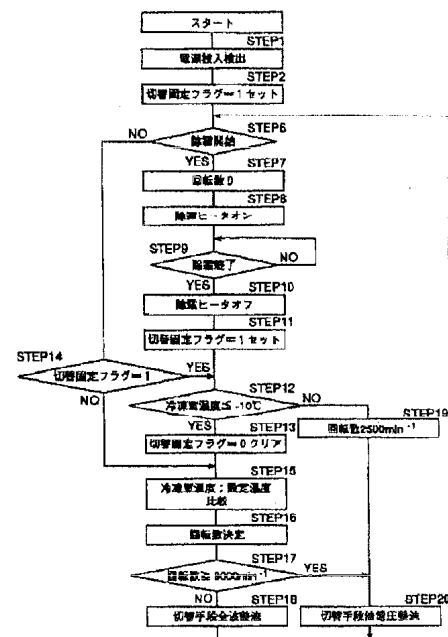 スタート
STEP1
電源投入検出
STEP2
切替固定フラグ=1セット
STEP6
除霜開始
NO
YES
STEP7
回転数0
STEP8
除霜ヒータオン
STEP9
除霜終了
NO
YES
STEP10
除霜ヒータオフ
STEP11
切替固定フラグ=1セット
STEP14
切替固定フラグ=1
YES
NO
STEP12
冷凍室温度≦-10℃
NO
YES
STEP13
切替固定フラグ=0クリア
STEP19
回転数2500min⁻¹
STEP15
冷凍室温度:設定温度
比較
STEP16
回転数決定
STEP17
YES
NO
STEP18
切替手段全波整流
STEP20
切替手段倍電圧整流